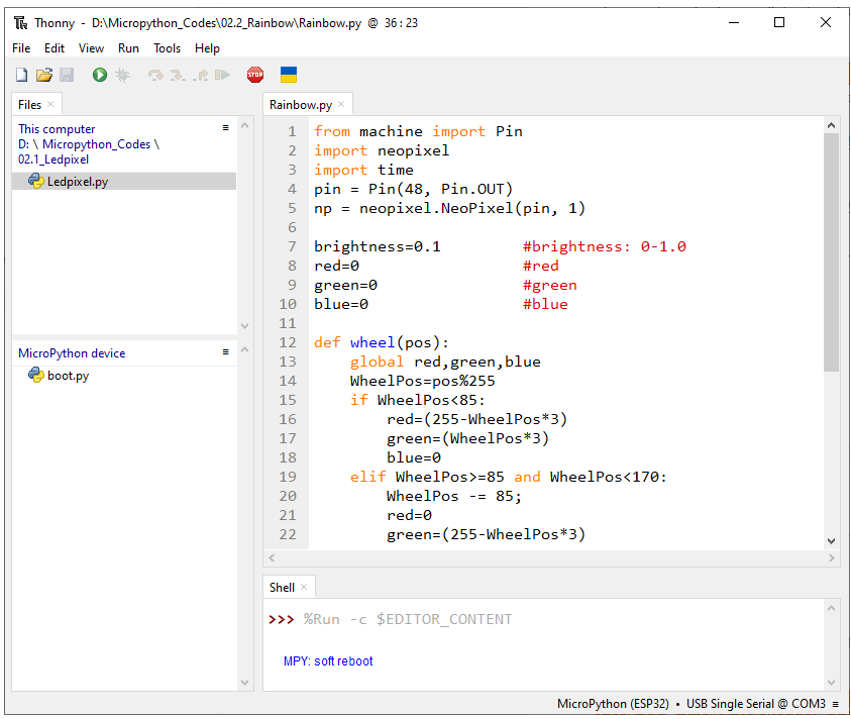 Thonny - D:\Micropython_Codes\02.2_Rainbow\Rainbow.py @ 36:23
File Edit View Run Tools Help
STOP
Files
This computer
D: \ Micropython_Codes \
02.1_Ledpixel
Ledpixel.py
MicroPython device
boot.py
Rainbow.py
1 from machine import Pin
2 import neopixel
3 import time
4 pin = Pin(48, Pin.OUT)
5 np = neopixel.NeoPixel(pin, 1)
6
7 brightness=0.1         #brightness: 0-1.0
8 red=0                  #red
9 green=0                #green
10 blue=0                 #blue
11
12 def wheel(pos):
13     global red,green,blue
14     WheelPos=pos%255
15     if WheelPos<85:
16         red=(255-WheelPos*3)
17         green=(WheelPos*3)
18         blue=0
19     elif WheelPos>=85 and WheelPos<170:
20         WheelPos -= 85;
21         red=0
22         green=(255-WheelPos*3)
Shell
>>> %Run -c $EDITOR_CONTENT
MPY: soft reboot
MicroPython (ESP32) • USB Single Serial @ COM3 ≡